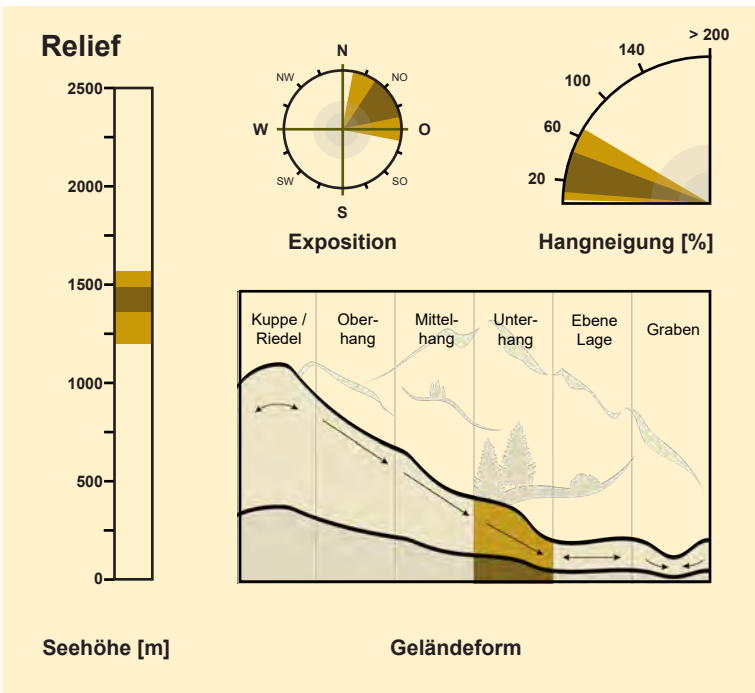 Relief
2500
2000
1500
1000
500
0
Seehöhe [m]
N
NW
NO
W
O
SW
SO
S
Exposition
> 200
140
100
60
20
Hangneigung [%]
Kuppe /
Riedel
Ober-
hang
Mittel-
hang
Unter-
hang
Ebene
Lage
Graben
Geländeform